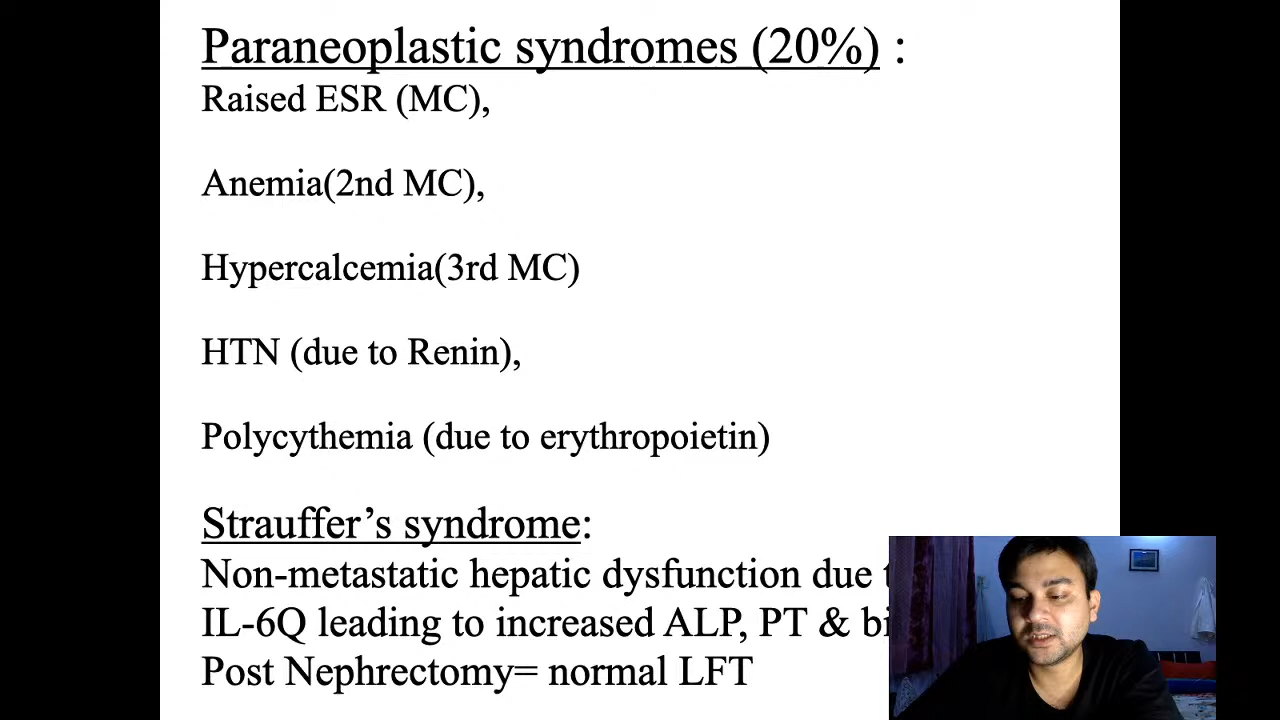 Paraneoplastic syndromes (20%) :
Raised ESR (MC),
Anemia(2nd MC),
Hypercalcemia(3rd MC)
HTN (due to Renin),
Polycythemia (due to erythropoietin)
Strauffer’s syndrome:
Non-metastatic hepatic dysfunction due
IL-6Q leading to increased ALP, PT &
Post Nephrectomy= normal LFT